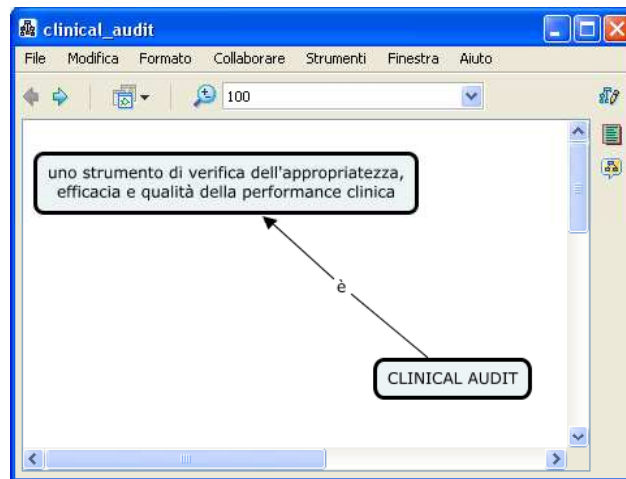 clinical_audit
File Modifica Formato Collaborare Strumenti Finestra Aiuto
100
uno strumento di verifica dell'appropriatezza,
efficacia e qualità della performance clinica
è
CLINICAL AUDIT